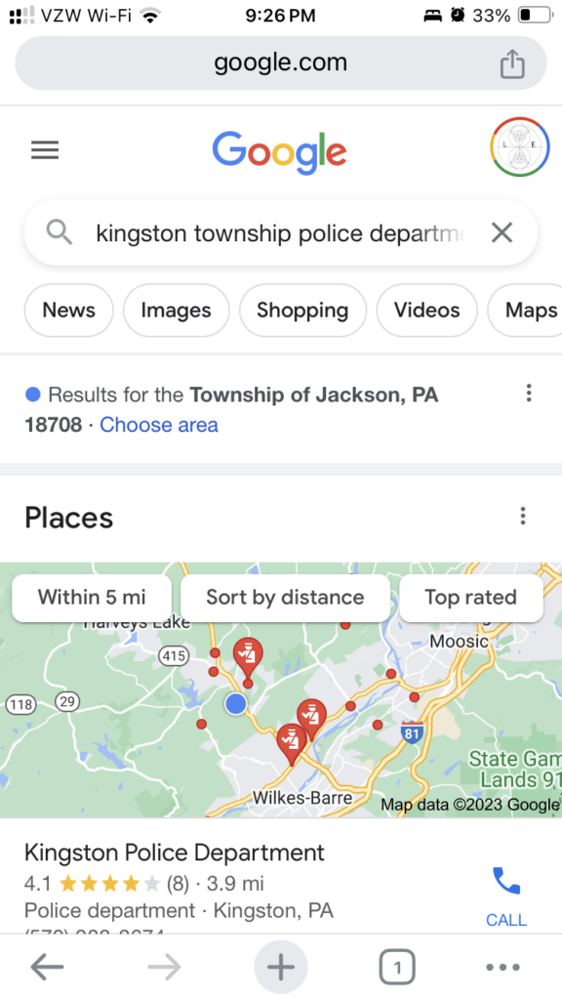 VZW Wi-Fi 9:26 PM 33%
google.com
Google
L E
kingston township police departme
News Images Shopping Videos Maps
Results for the Township of Jackson, PA
18708 · Choose area
Places
Within 5 mi Sort by distance Top rated
Harveys Lake
Moosic
415
118 29
81
State Gam
Lands 91
Wilkes-Barre
Map data ©2023 Google
Kingston Police Department
4.1 (8) · 3.9 mi
Police department · Kingston, PA
CALL
1